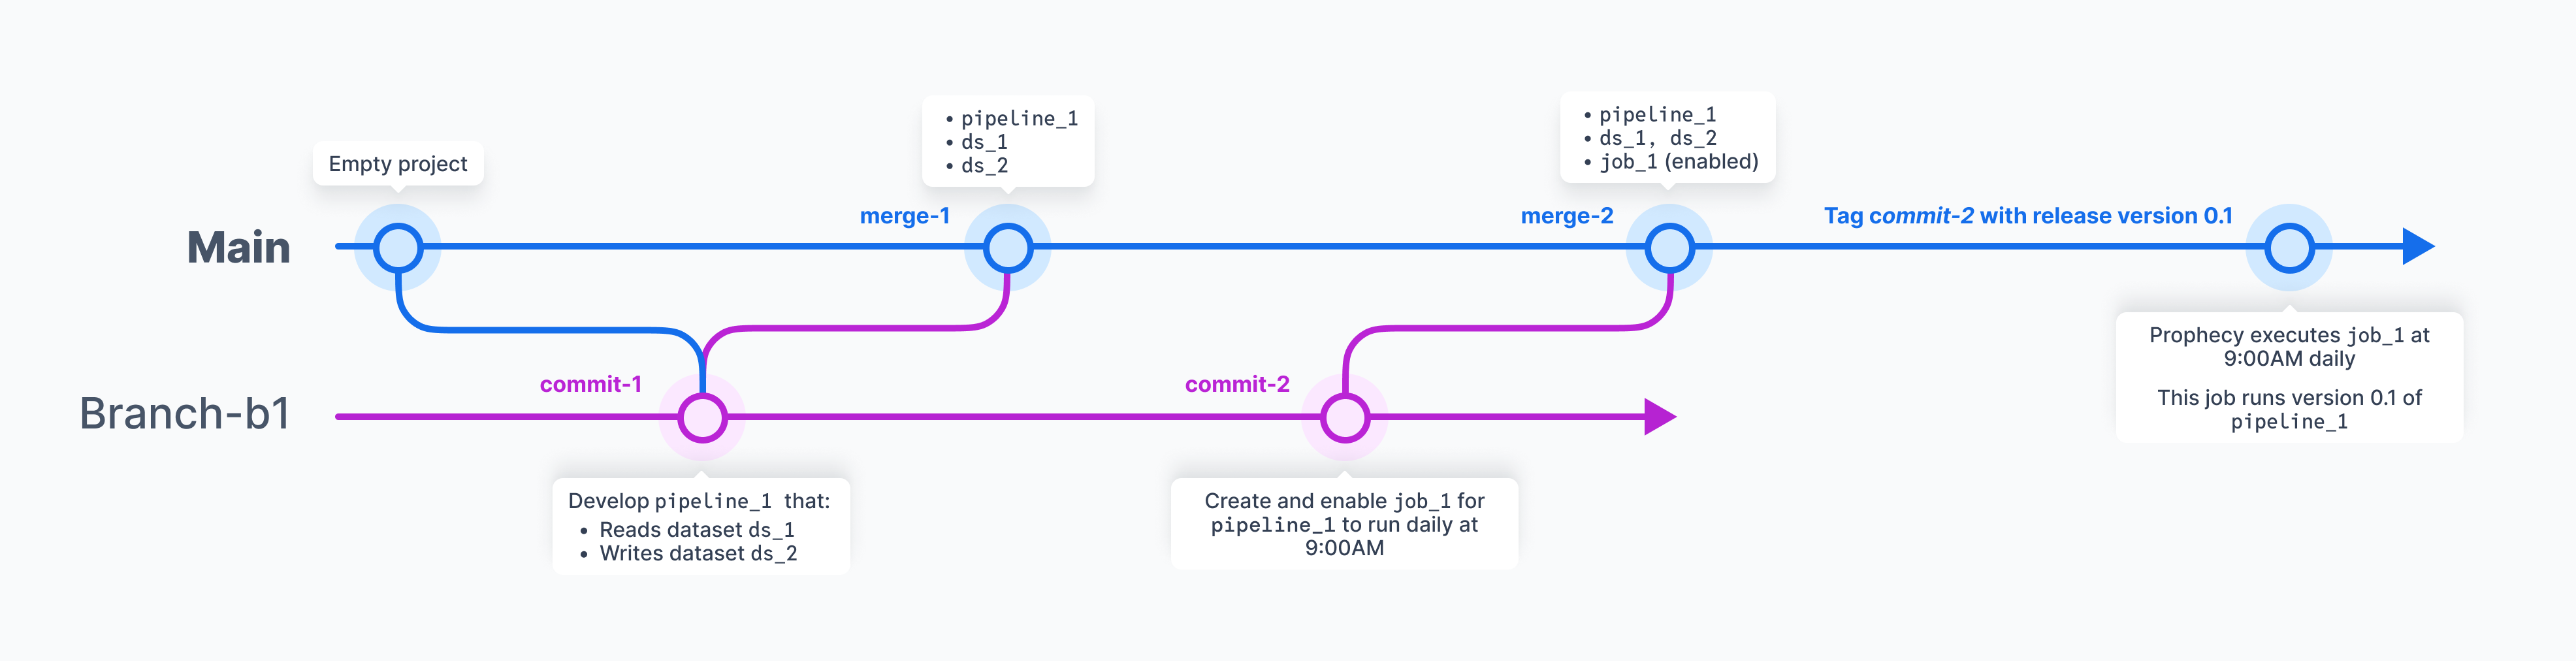 Empty project
• pipeline_1
• ds_1
• ds_2
• pipeline_1
• ds_1, ds_2
• job_1 (enabled)
Main
merge-1
merge-2
Tag commit-2 with release version 0.1
Prophecy executes job_1 at
9:00AM daily
This job runs version 0.1 of
pipeline_1
Branch-b1
commit-1
commit-2
Develop pipeline_1 that:
• Reads dataset ds_1
• Writes dataset ds_2
Create and enable job_1 for
pipeline_1 to run daily at
9:00AM